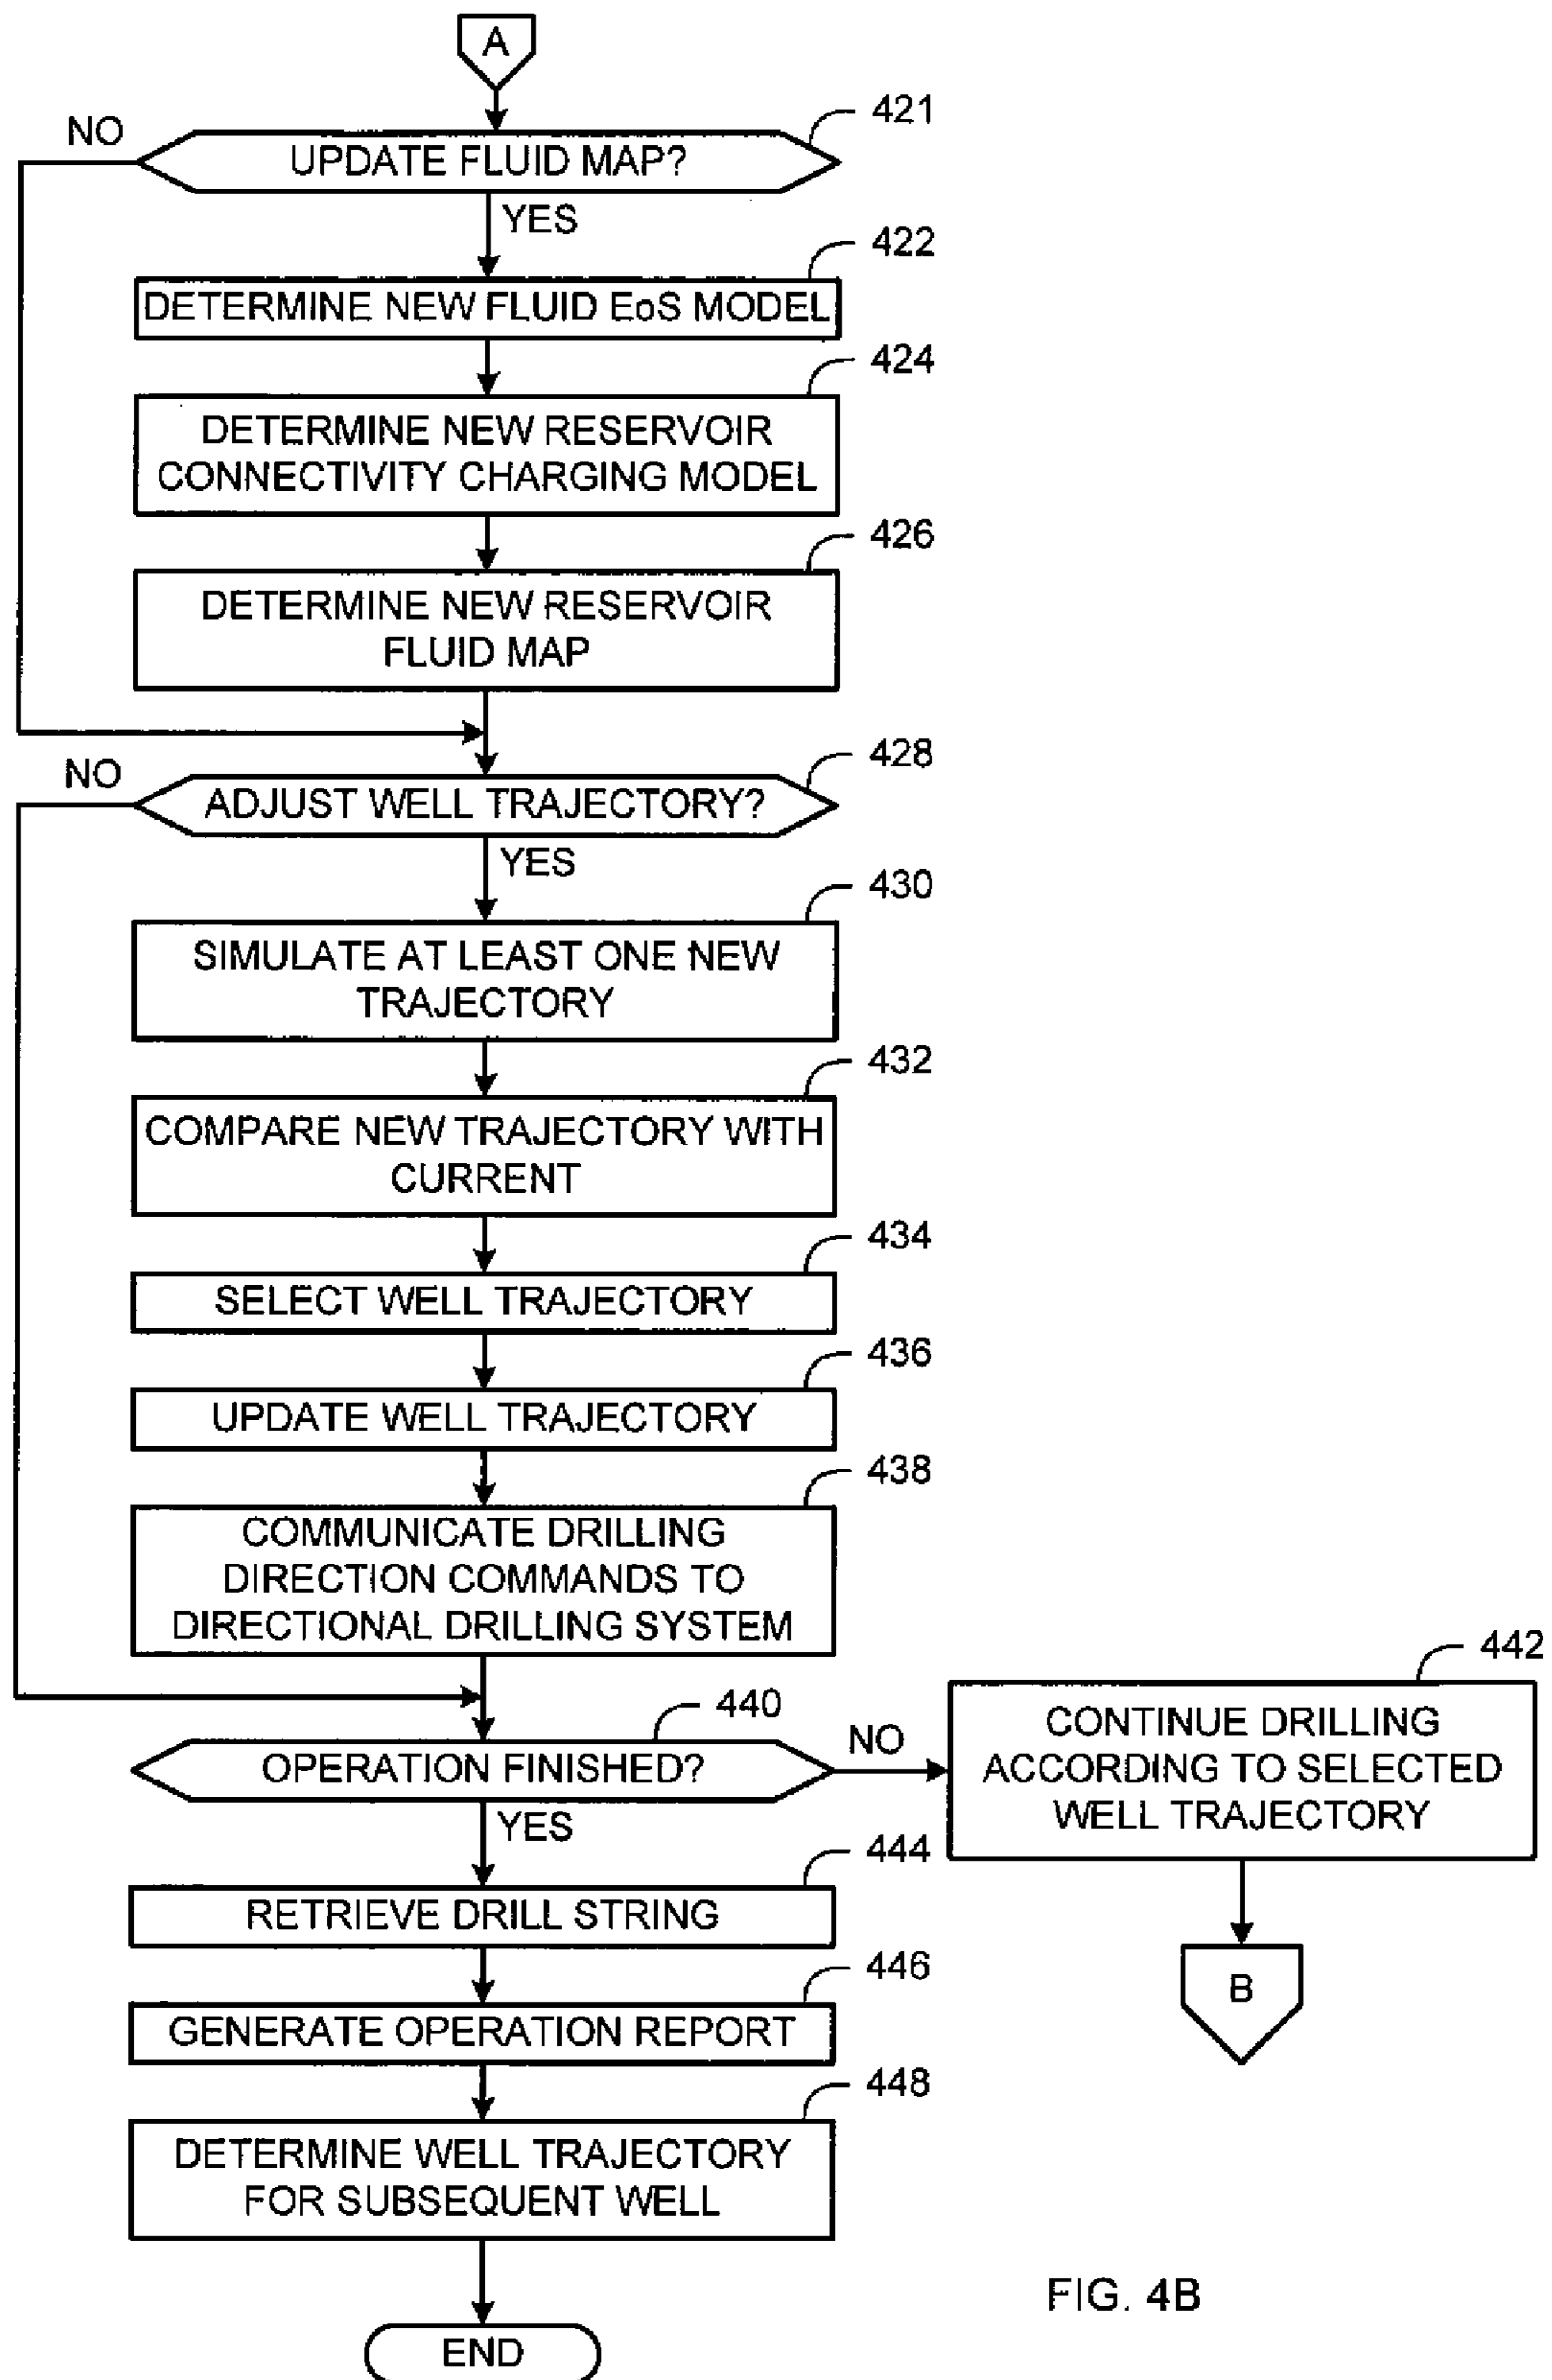 A
421
NO
UPDATE FLUID MAP?
YES
422
DETERMINE NEW FLUID EoS MODEL
424
DETERMINE NEW RESERVOIR
CONNECTIVITY CHARGING MODEL
426
DETERMINE NEW RESERVOIR
FLUID MAP
428
NO
ADJUST WELL TRAJECTORY?
YES
430
SIMULATE AT LEAST ONE NEW
TRAJECTORY
432
COMPARE NEW TRAJECTORY WITH
CURRENT
434
SELECT WELL TRAJECTORY
436
UPDATE WELL TRAJECTORY
438
COMMUNICATE DRILLING
DIRECTION COMMANDS TO
DIRECTIONAL DRILLING SYSTEM
440
OPERATION FINISHED?
NO
442
CONTINUE DRILLING
ACCORDING TO SELECTED
WELL TRAJECTORY
B
YES
444
RETRIEVE DRILL STRING
446
GENERATE OPERATION REPORT
448
DETERMINE WELL TRAJECTORY
FOR SUBSEQUENT WELL
END
FIG. 4B